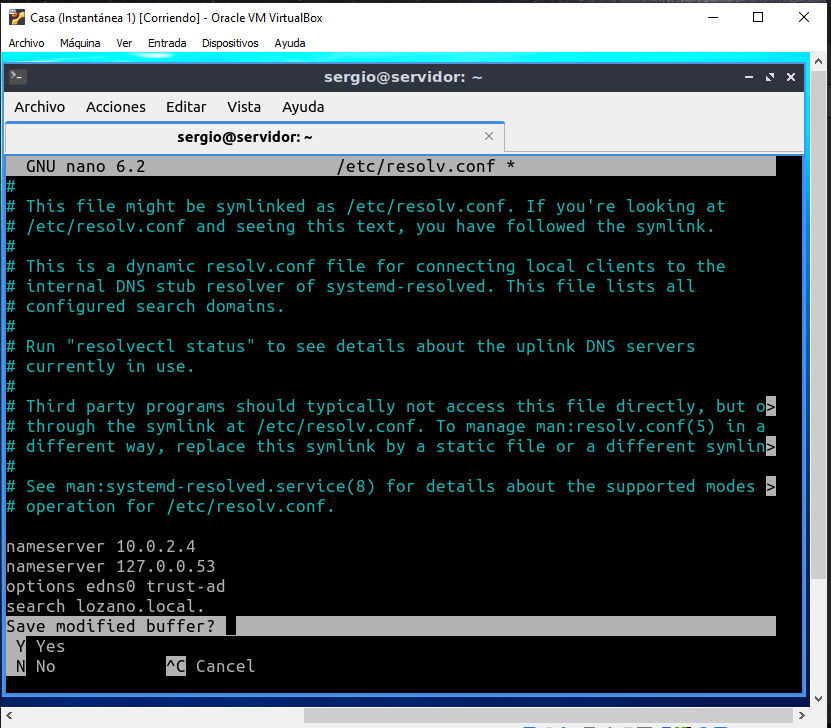 Casa (Instantánea 1) [Corriendo] - Oracle VM VirtualBox
Archivo Máquina Ver Entrada Dispositivos Ayuda
sergio@servidor: ~
Archivo Acciones Editar Vista Ayuda
sergio@servidor: ~
GNU nano 6.2 /etc/resolv.conf *
#
# This file might be symlinked as /etc/resolv.conf. If you're looking at
# /etc/resolv.conf and seeing this text, you have followed the symlink.
#
# This is a dynamic resolv.conf file for connecting local clients to the
# internal DNS stub resolver of systemd-resolved. This file lists all
# configured search domains.
#
# Run "resolvectl status" to see details about the uplink DNS servers
# currently in use.
#
# Third party programs should typically not access this file directly, but o>
# through the symlink at /etc/resolv.conf. To manage man:resolv.conf(5) in a
# different way, replace this symlink by a static file or a different symlin>
#
# See man:systemd-resolved.service(8) for details about the supported modes >
# operation for /etc/resolv.conf.
nameserver 10.0.2.4
nameserver 127.0.0.53
options edns0 trust-ad
search lozano.local.
Save modified buffer?
Y Yes
N No ^C Cancel